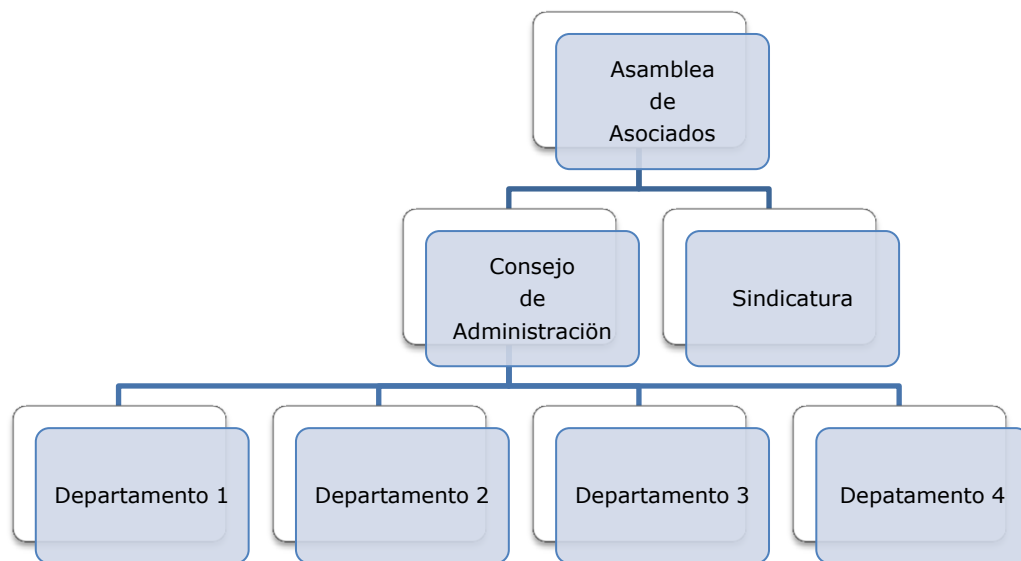 Asamblea
de
Asociados
Consejo
de
Administraciön
Sindicatura
Departamento 1
Departamento 2
Departamento 3
Depatamento 4